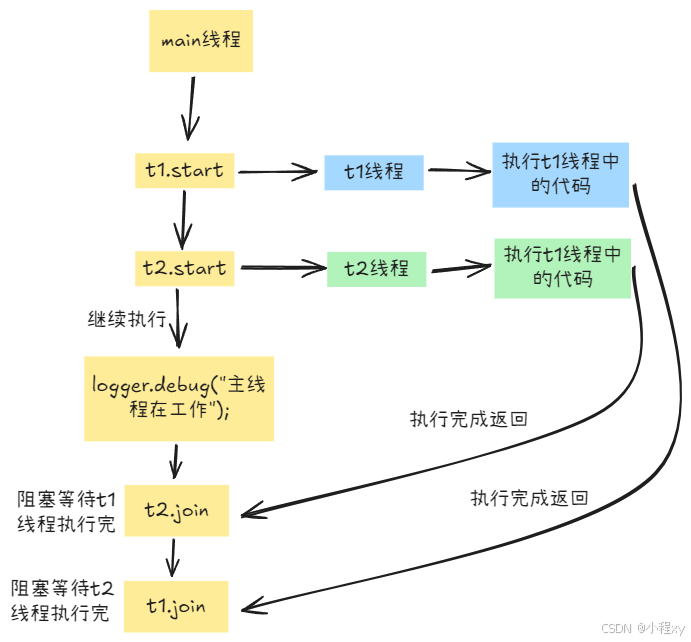 main线程
t1.start
t1线程
执行t1线程中
的代码
t2.start
t2线程
执行t1线程中
的代码
继续执行
logger.debug("主线
程在工作");
执行完成返回
阻塞等待t1
线程执行完
t2.join
执行完成返回
阻塞等待t2
线程执行完
t1.join
CSDN @小程xy